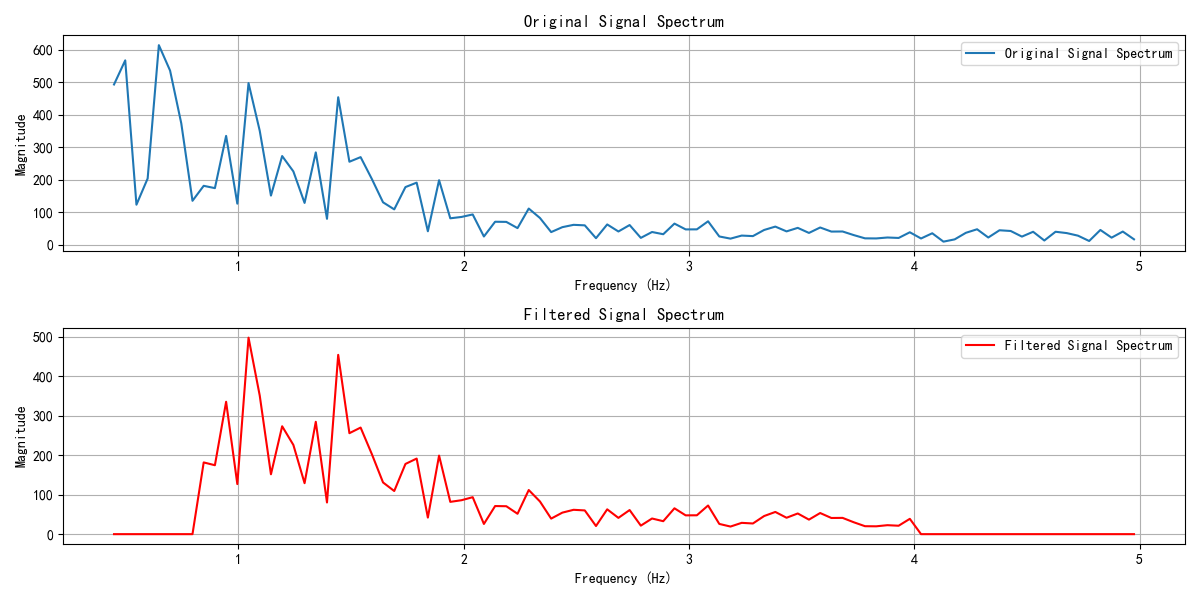 Original Signal Spectrum
600
500
400
300
200
100
0
Magnitude
Original Signal Spectrum
1
2
3
4
5
Frequency (Hz)
Filtered Signal Spectrum
500
400
300
200
100
0
Magnitude
Filtered Signal Spectrum
1
2
3
4
5
Frequency (Hz)